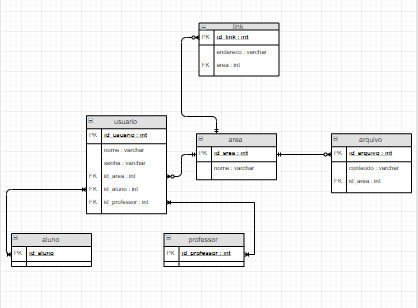 link
PK id_link : int
endereco : varchar
FK area : int
usuario
PK id_usuario : int
nome : varchar
senha : varchar
FK id_area : int
FK id_aluno : int
FK id_professor : int
area
PK id_area : int
nome : varchar
arquivo
PK id_arquivo : int
conteudo : varchar
FK id_area : int
aluno
PK id_aluno
professor
PK id_professor : int